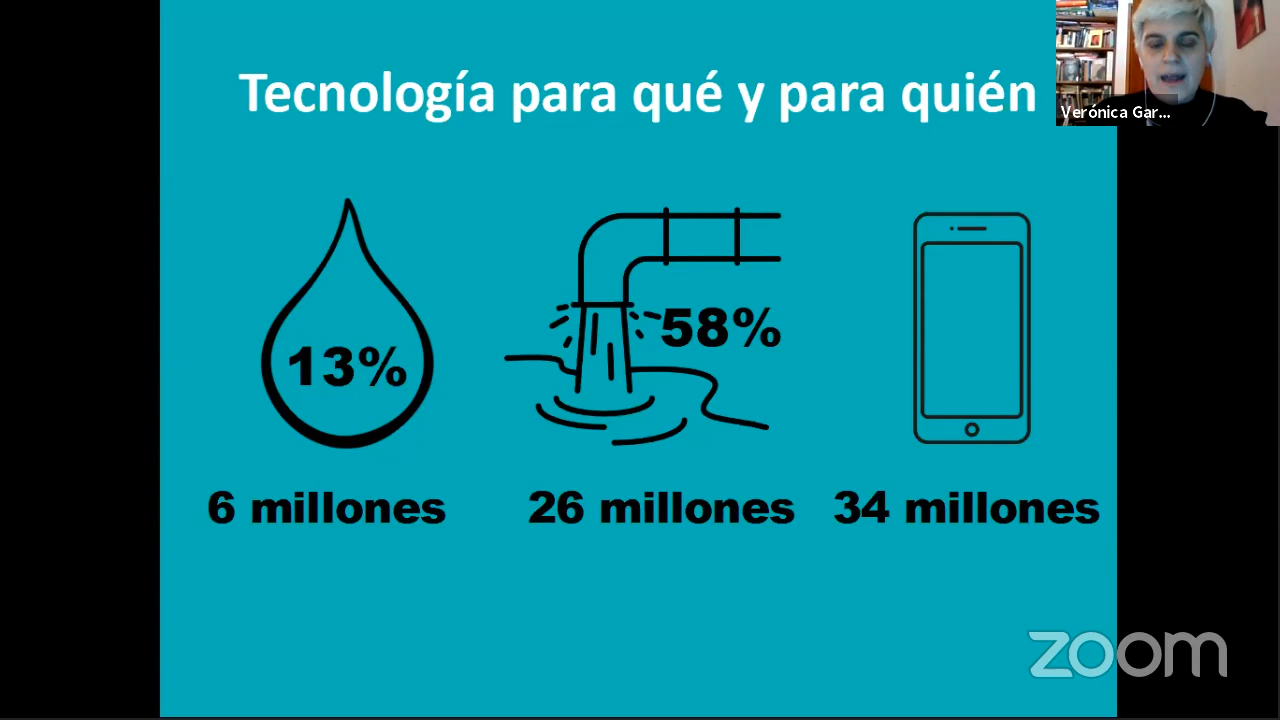 Tecnología para qué y para quién
Verónica Gar...
13%
58%
6 millones
26 millones
34 millones
zoom